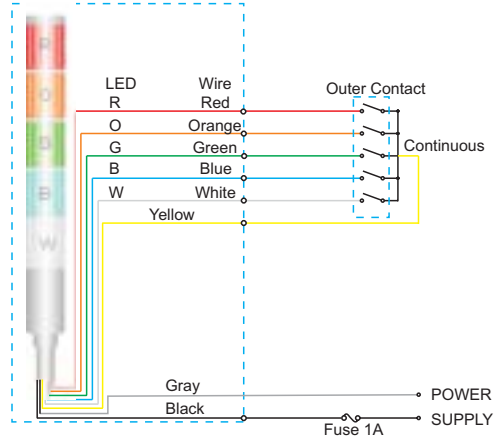 LED Wire
Outer Contact
R Red
O Orange
G Green
Continuous
B Blue
W White
Yellow
R
O
G
B
W
Gray
POWER
Black
SUPPLY
Fuse 1A